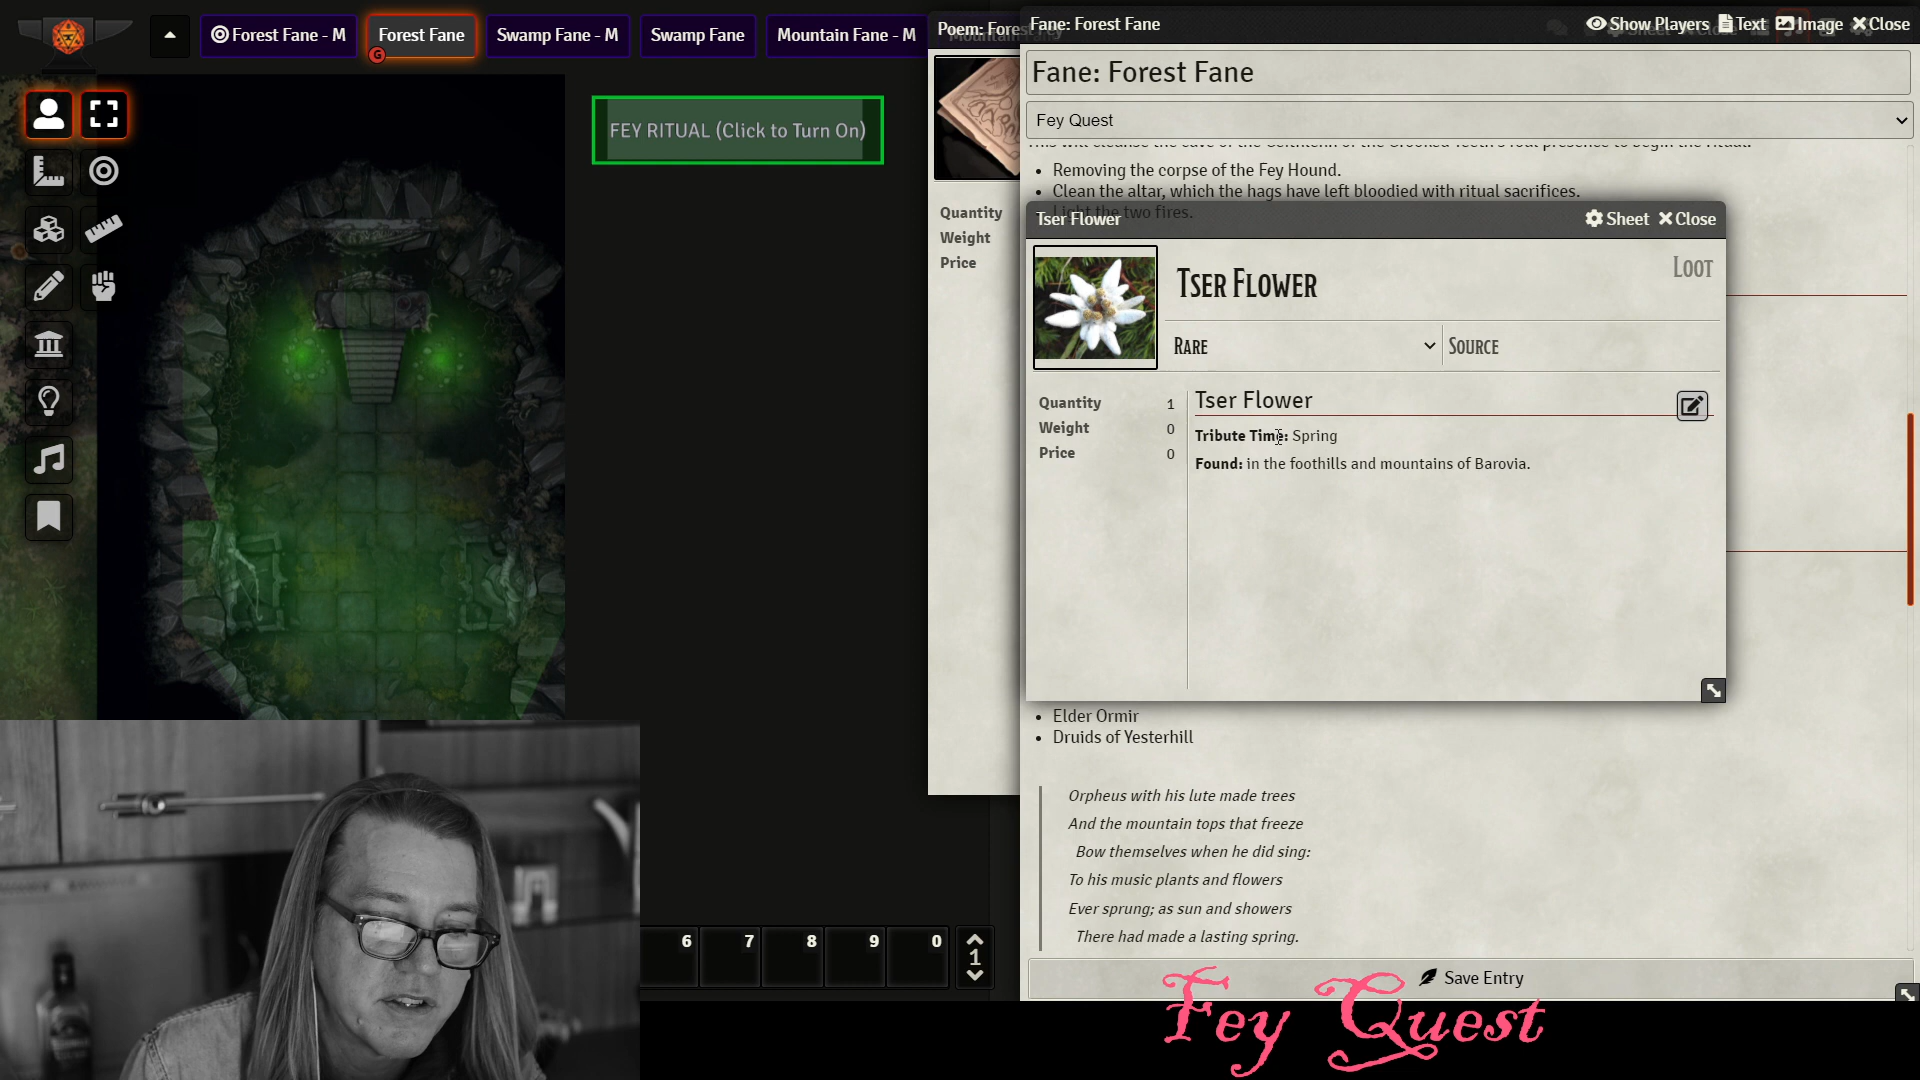 Forest Fane - M
Forest Fane
G
Swamp Fane - M
Swamp Fane
Mountain Fane - M
FEY RITUAL (Click to Turn On)
Poem: Forest Fey
Quantity
Weight
Price
Fane: Forest Fane
Show Players
Text
Image
Close
Fane: Forest Fane
Fey Quest
Removing the corpse of the Fey Hound.
Clean the altar, which the hags have left bloodied with ritual sacrifices.
Light the two fires.
Tser Flower
Sheet
Close
Tser Flower
Loot
Rare
Source
Quantity 1
Weight 0
Price 0
Tser Flower
Tribute Time: Spring
Found: in the foothills and mountains of Barovia.
Elder Ormir
Druids of Yesterhill
Orpheus with his lute made trees
And the mountain tops that freeze
Bow themselves when he did sing:
To his music plants and flowers
Ever sprung; as sun and showers
There had made a lasting spring.
Save Entry
6
7
8
9
0
1
Fey Quest